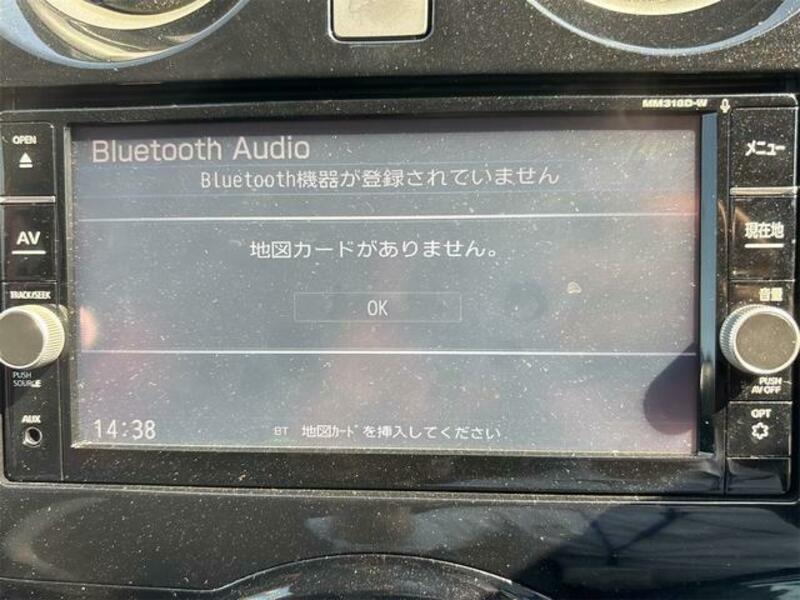 MM316D-W
OPEN
AV
TRACK/SEEK
PUSH
SOURCE
AUX
Bluetooth Audio
Bluetooth機器が登録されていません
地図カードがありません。
OK
14:38
BT 地図ｶｰﾄﾞを挿入してください
メニュー
現在地
音量
PUSH
AV OFF
OPT